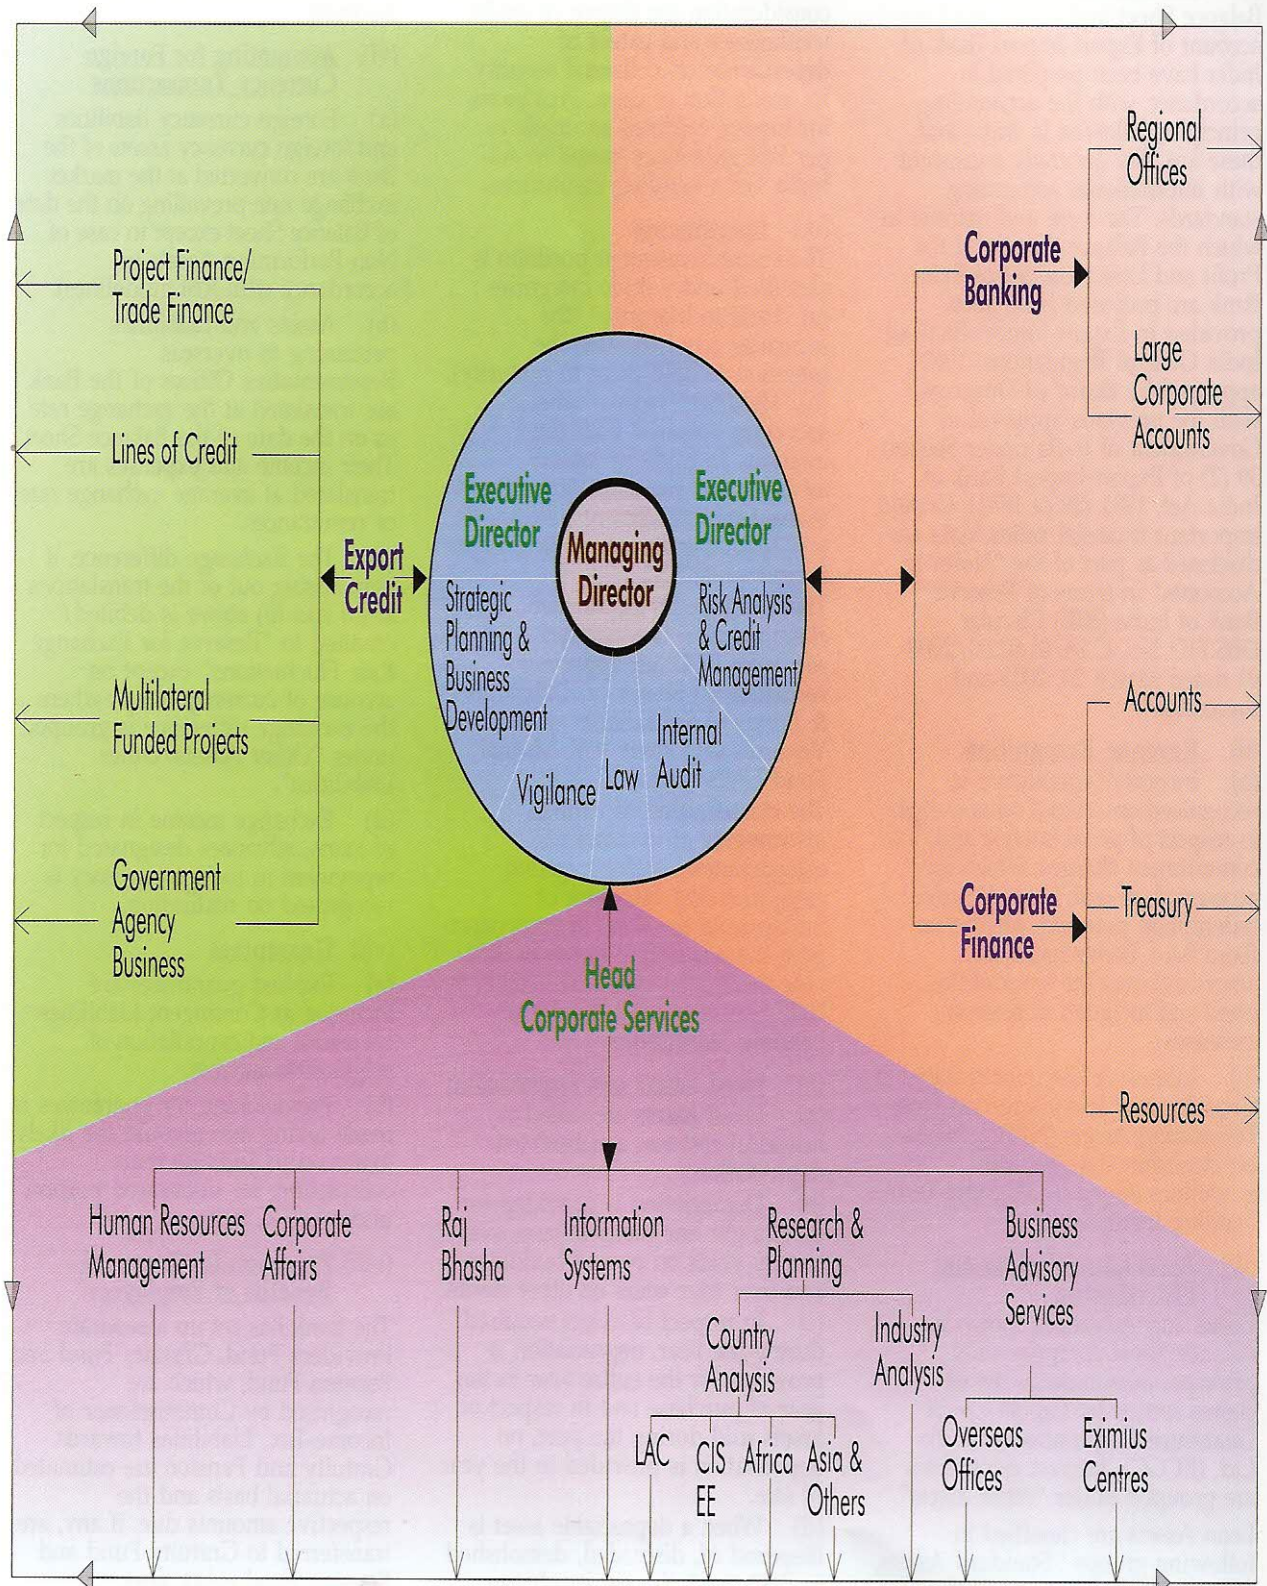 Regional
Offices
Corporate
Banking
Project Finance/
Trade Finance
Large
Corporate
Accounts
Lines of Credit
Executive
Director
Executive
Director
Managing
Director
Export
Credit
Strategic
Planning &
Business
Development
Risk Analysis
& Credit
Management
Vigilance
Law
Internal
Audit
Multilateral
Funded Projects
Accounts
Government
Agency
Business
Corporate
Finance
Treasury
Resources
Head
Corporate Services
Human Resources
Management
Corporate
Affairs
Raj
Bhasha
Information
Systems
Research &
Planning
Business
Advisory
Services
Country
Analysis
Industry
Analysis
LAC
CIS
EE
Africa
Asia &
Others
Overseas
Offices
Eximius
Centres